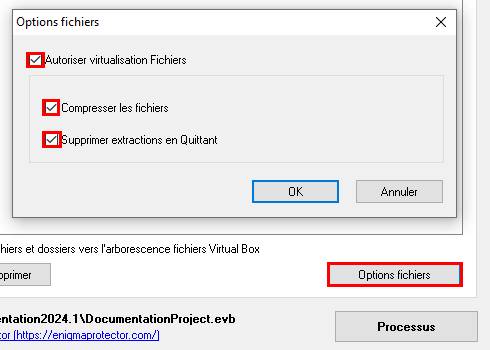 Options fichiers
Autoriser virtualisation Fichiers
Compresser les fichiers
Supprimer extractions en Quittant
OK Annuler
hiers et dossiers vers l'arborescence fichiers Virtual Box
pprimer Options fichiers
entation2024.1\DocumentationProject.evb
tor [https://enigmaprotector.com/] Processus